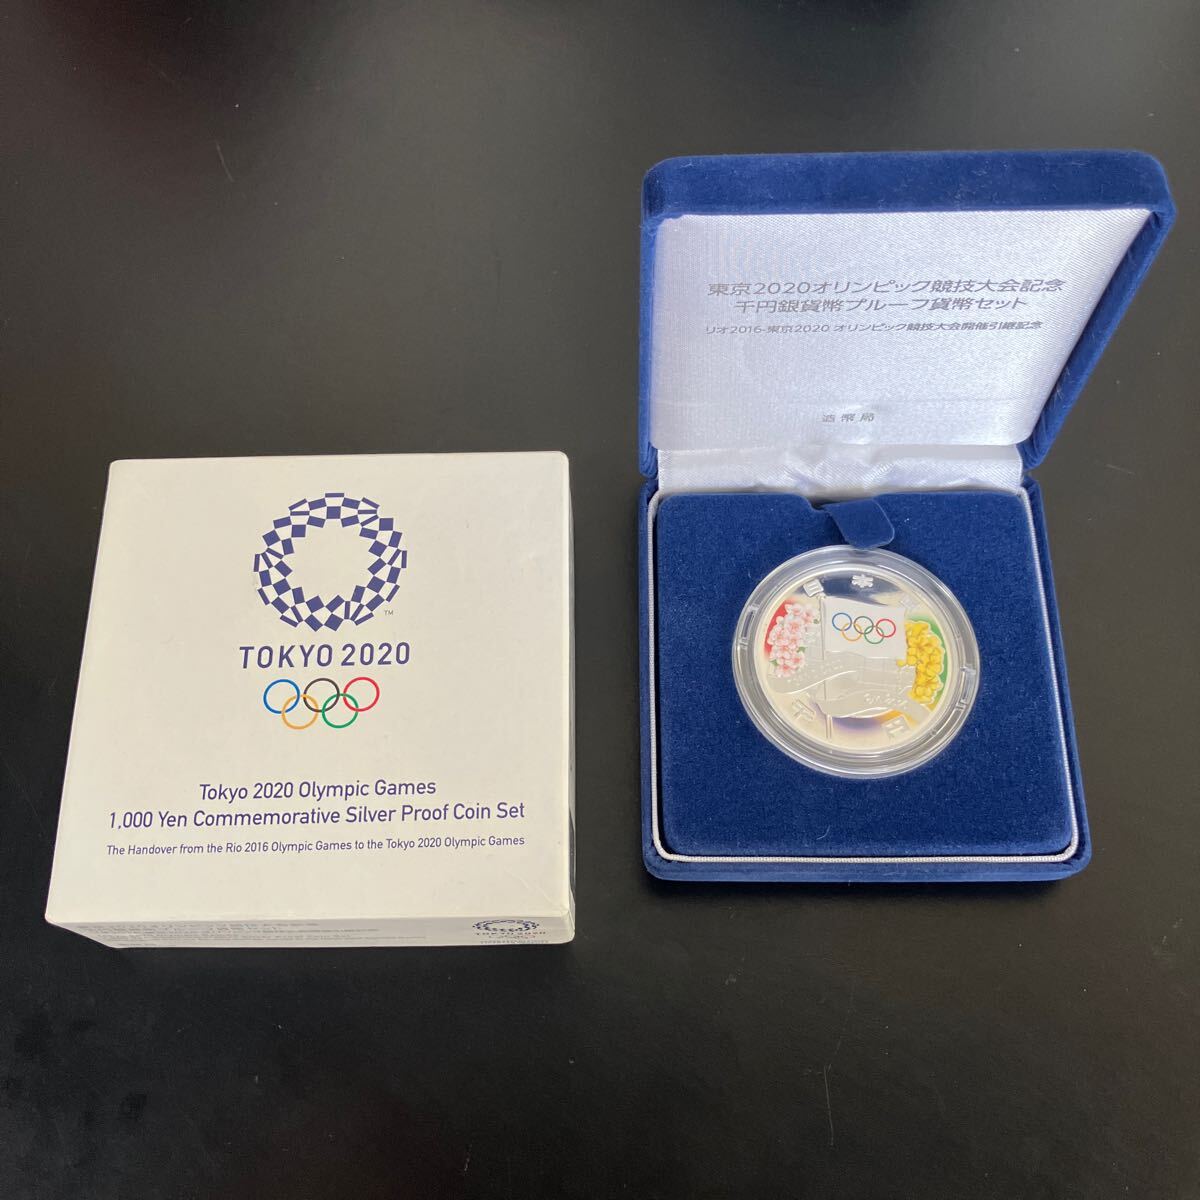 TOKYO 2020
Tokyo 2020 Olympic Games
1,000 Yen Commemorative Silver Proof Coin Set
The Handover from the Rio 2016 Olympic Games to the Tokyo 2020 Olympic Games
TOKYO 2020
東京2020オリンピック競技大会記念
千円銀貨幣プルーフ貨幣セット
リオ2016-東京2020 オリンピック競技大会開催引継記念
造幣局